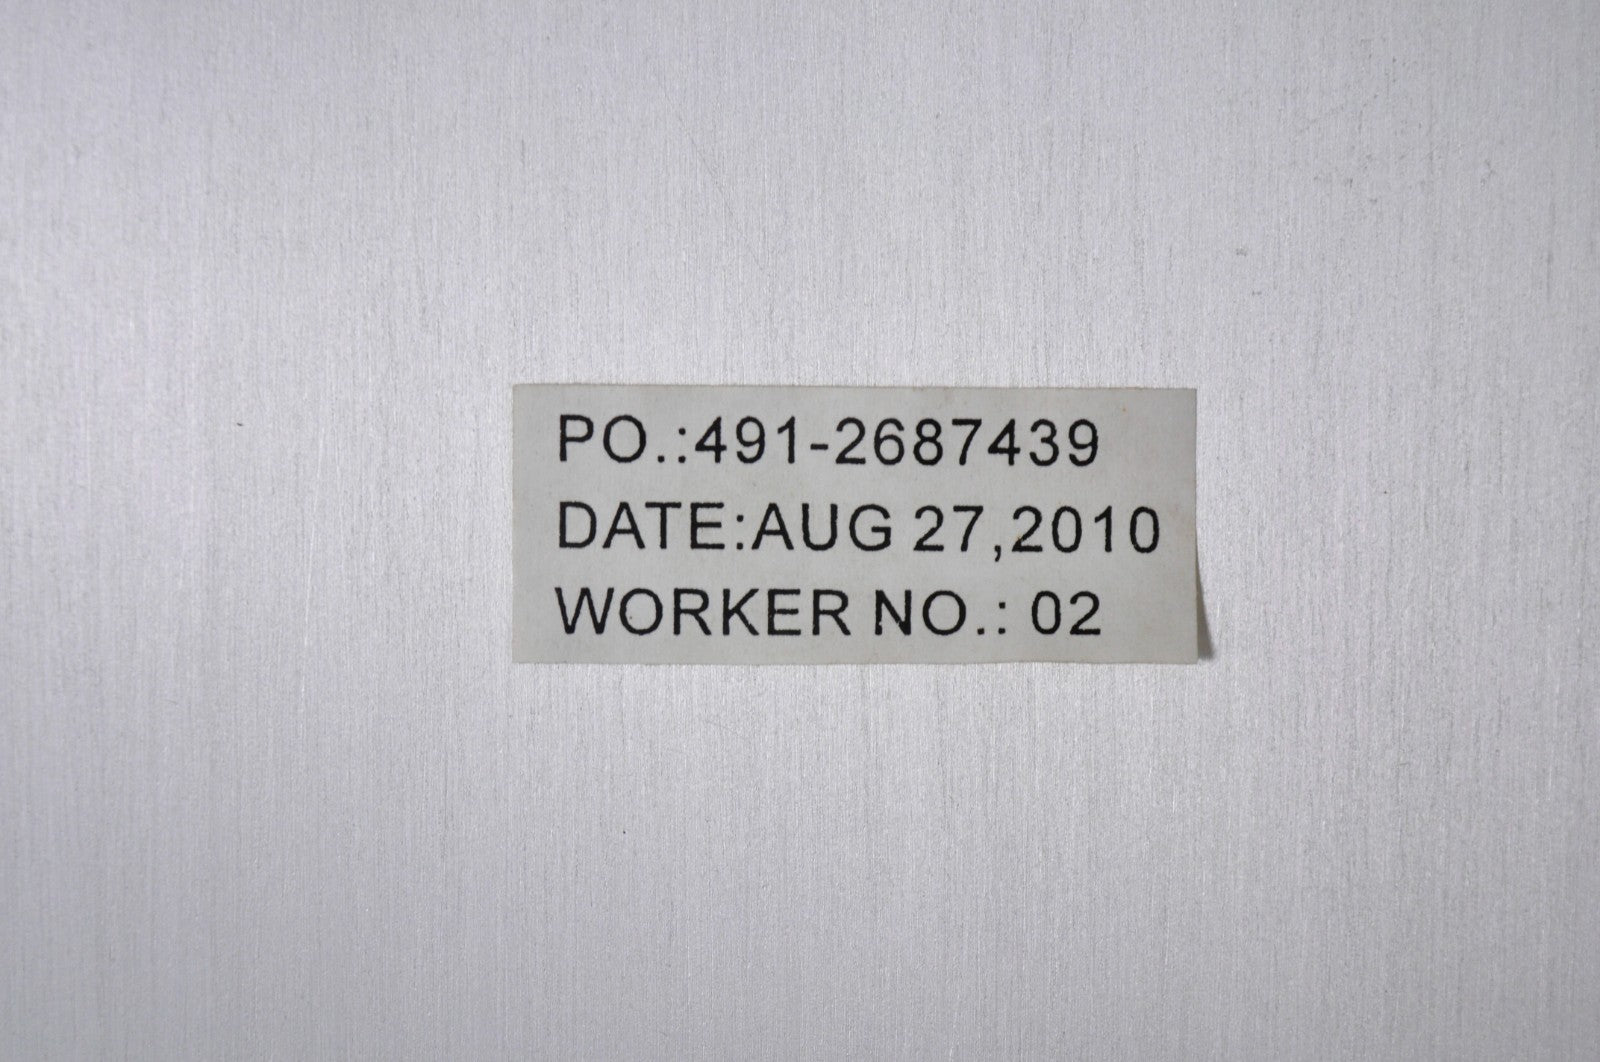 PO.:491-2687439
DATE:AUG 27,2010
WORKER NO.: 02